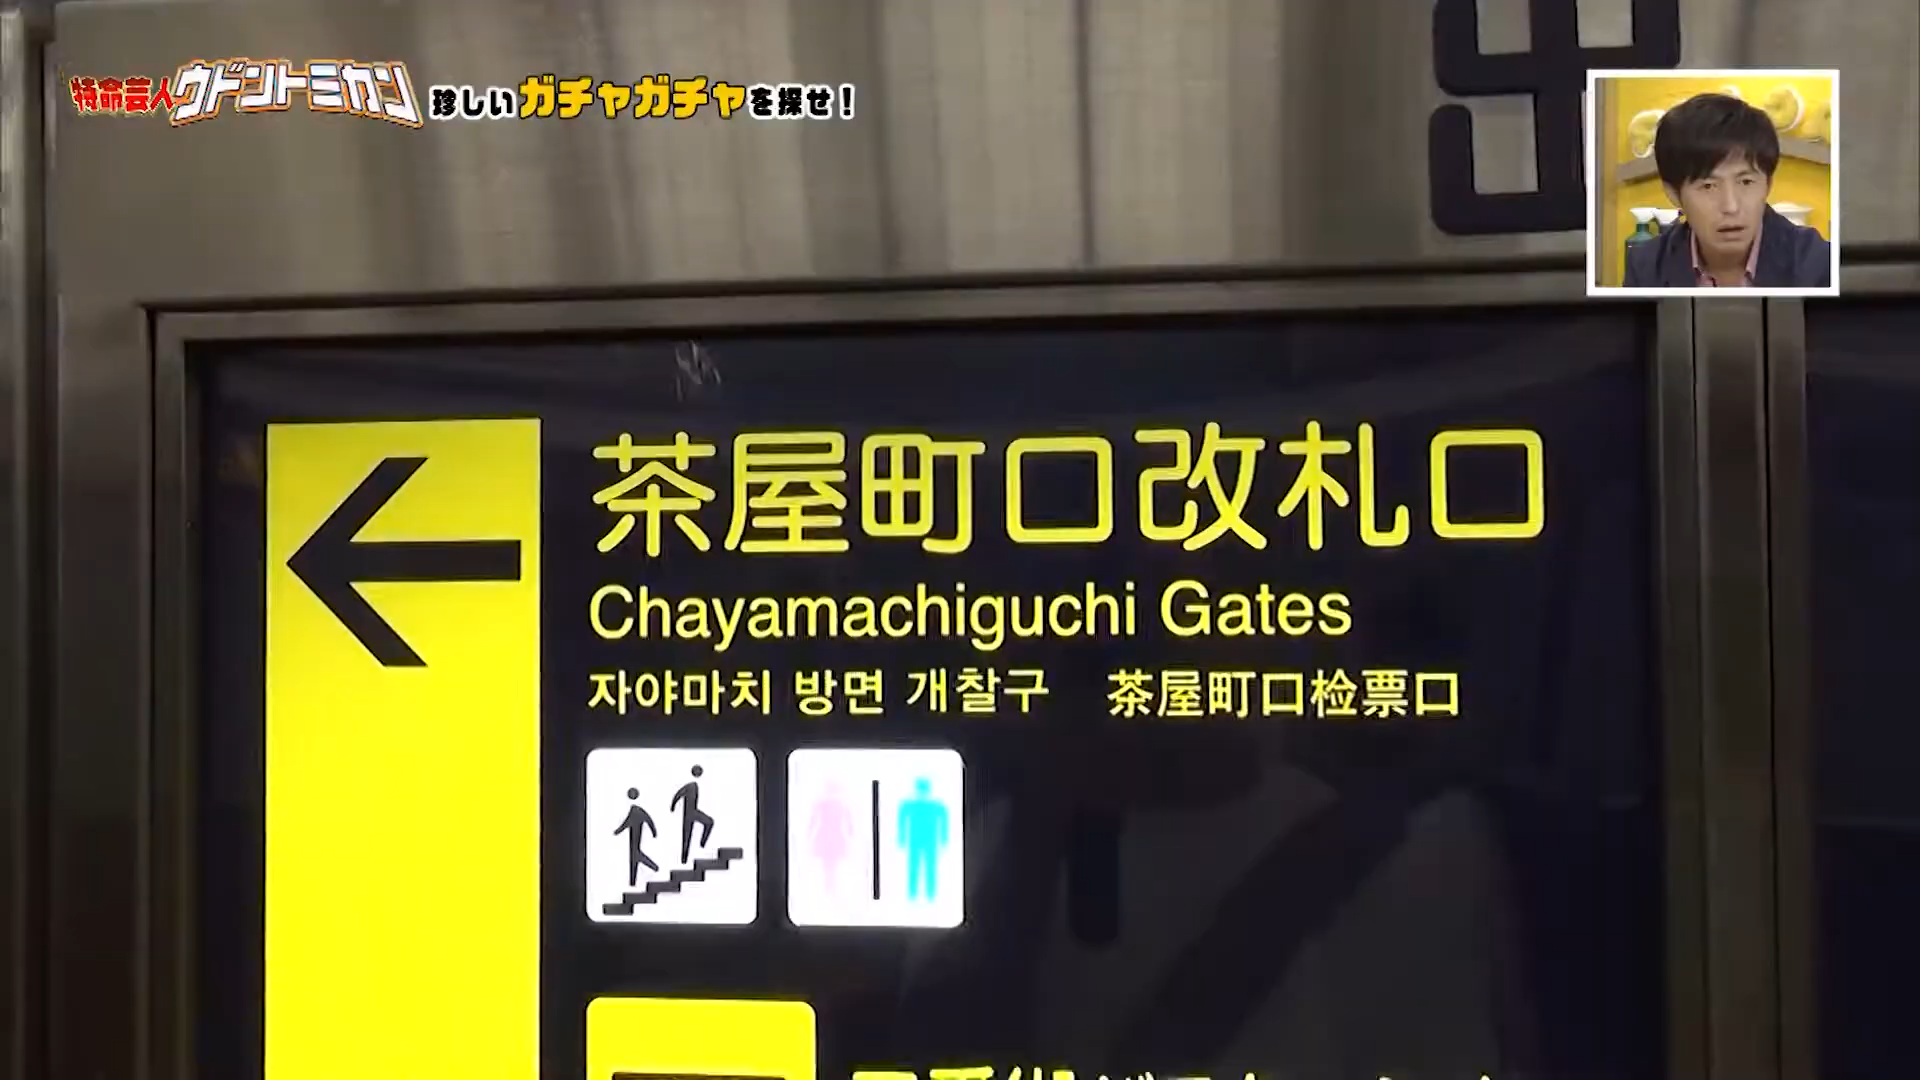 特命芸人ウドントミカン 珍しいガチャガチャを探せ!
出
茶屋町口改札口
Chayamachiguchi Gates
자야마치 방면 개찰구 茶屋町口检票口